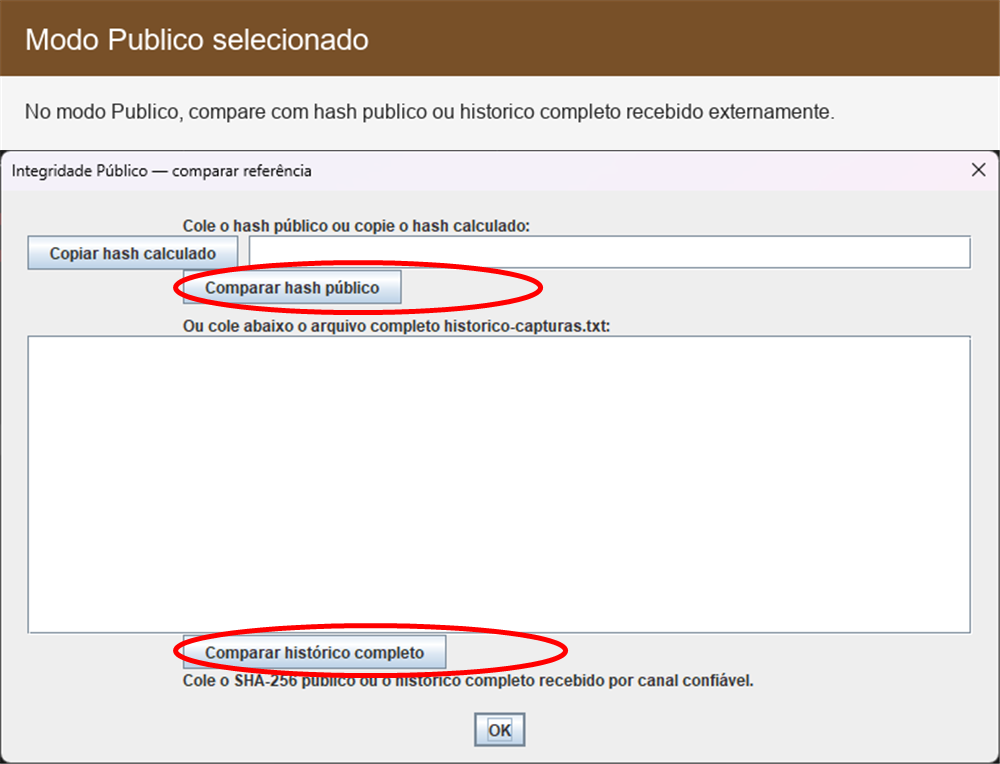 Modo Publico selecionado
No modo Publico, compare com hash publico ou historico completo recebido externamente.
Integridade Público — comparar referência
Cole o hash público ou copie o hash calculado:
Copiar hash calculado
Comparar hash público
Ou cole abaixo o arquivo completo historico-capturas.txt:
Comparar histórico completo
Cole o SHA-256 público ou o histórico completo recebido por canal confiável.
OK